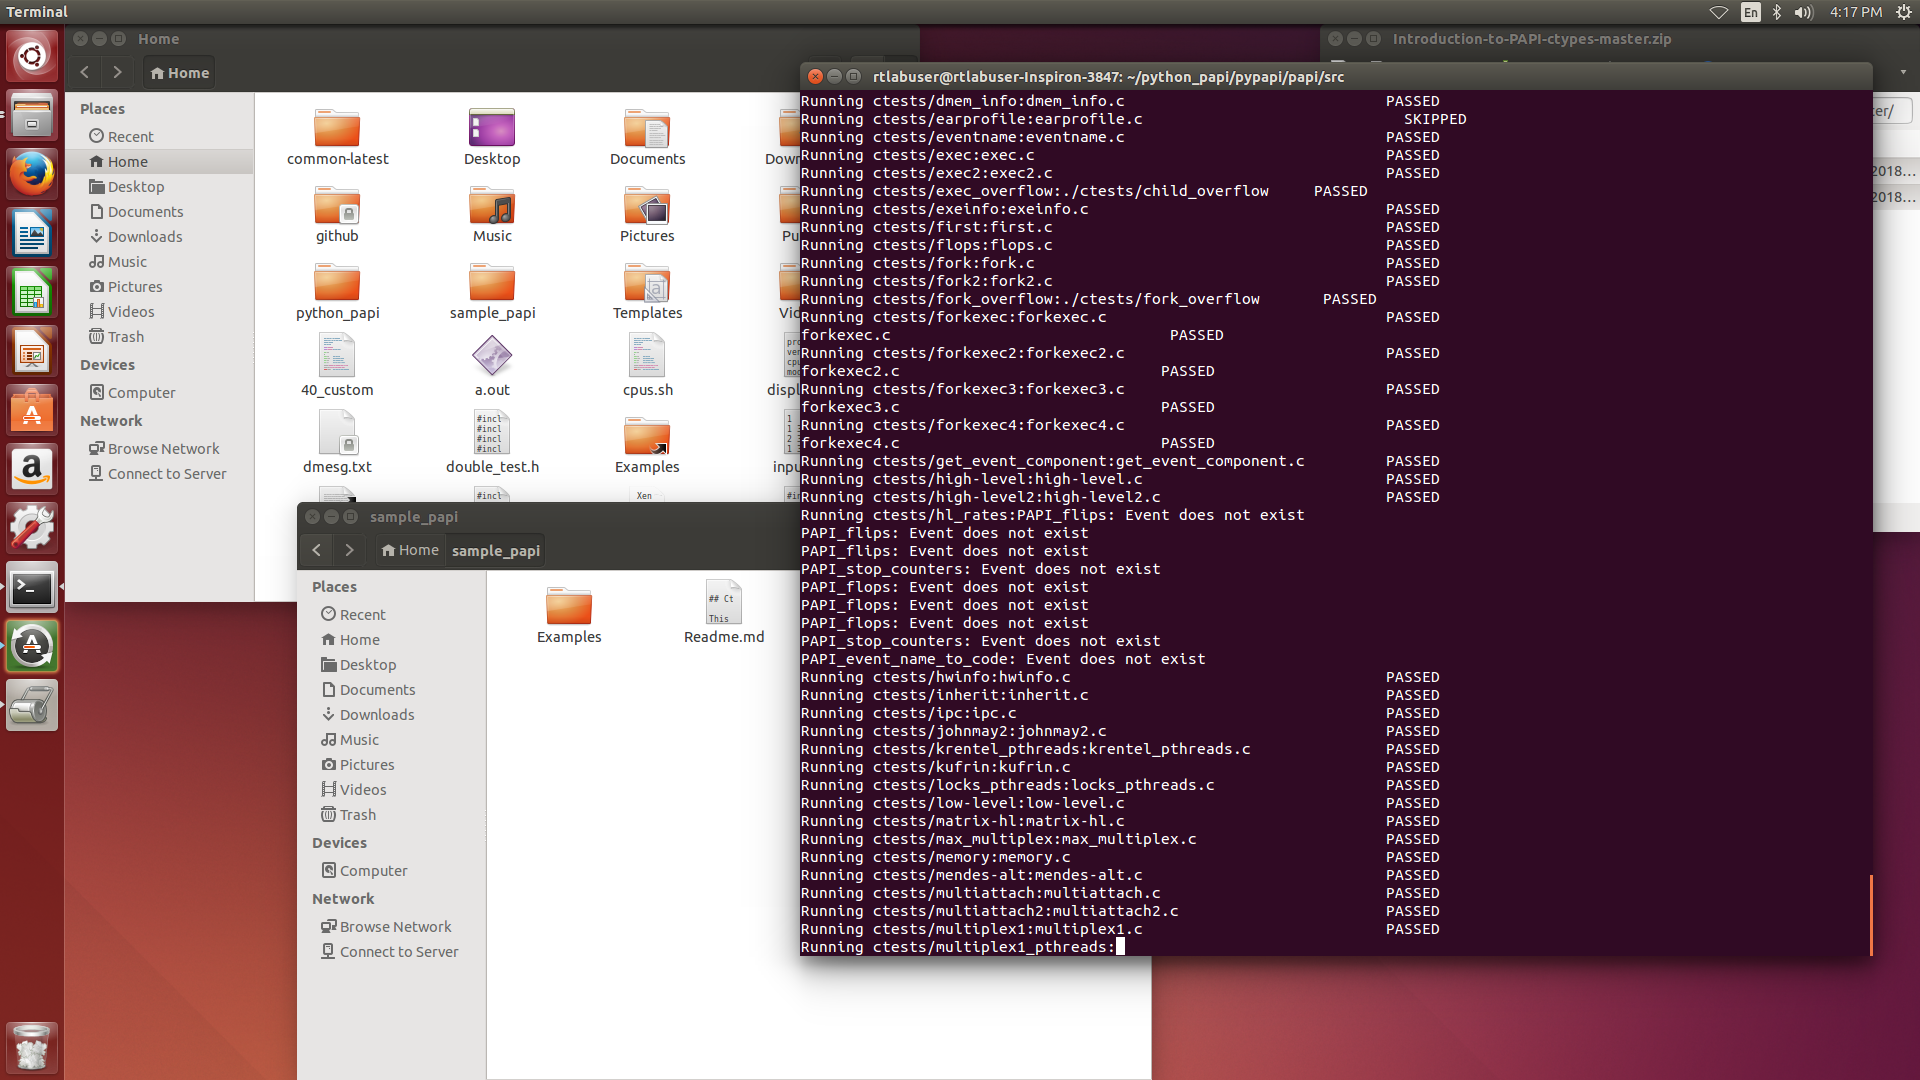 Terminal
En
4:17 PM
Home
Introduction-to-PAPI-ctypes-master.zip
Home
Places
Recent
Home
Desktop
Documents
Downloads
Music
Pictures
Videos
Trash
Devices
Computer
Network
Browse Network
Connect to Server
common-latest
Desktop
Documents
github
Music
Pictures
python_papi
sample_papi
Templates
40_custom
a.out
cpus.sh
dmesg.txt
double_test.h
Examples
#incl
#incl
#incl
#incl
#incl
Xen
er/
2018...
2018...
sample_papi
Home
sample_papi
Places
Recent
Home
Desktop
Documents
Downloads
Music
Pictures
Videos
Trash
Devices
Computer
Network
Browse Network
Connect to Server
Examples
## Ct
This
Readme.md
rtlabuser@rtlabuser-Inspiron-3847: ~/python_papi/pypapi/papi/src
Running ctests/dmem_info:dmem_info.c PASSED
Running ctests/earprofile:earprofile.c SKIPPED
Running ctests/eventname:eventname.c PASSED
Running ctests/exec:exec.c PASSED
Running ctests/exec2:exec2.c PASSED
Running ctests/exec_overflow:./ctests/child_overflow PASSED
Running ctests/exeinfo:exeinfo.c PASSED
Running ctests/first:first.c PASSED
Running ctests/flops:flops.c PASSED
Running ctests/fork:fork.c PASSED
Running ctests/fork2:fork2.c PASSED
Running ctests/fork_overflow:./ctests/fork_overflow PASSED
Running ctests/forkexec:forkexec.c PASSED
forkexec.c PASSED
Running ctests/forkexec2:forkexec2.c PASSED
forkexec2.c PASSED
Running ctests/forkexec3:forkexec3.c PASSED
forkexec3.c PASSED
Running ctests/forkexec4:forkexec4.c PASSED
forkexec4.c PASSED
Running ctests/get_event_component:get_event_component.c PASSED
Running ctests/high-level:high-level.c PASSED
Running ctests/high-level2:high-level2.c PASSED
Running ctests/hl_rates:PAPI_flips: Event does not exist
PAPI_flips: Event does not exist
PAPI_flips: Event does not exist
PAPI_stop_counters: Event does not exist
PAPI_flops: Event does not exist
PAPI_flops: Event does not exist
PAPI_flops: Event does not exist
PAPI_stop_counters: Event does not exist
PAPI_event_name_to_code: Event does not exist
Running ctests/hwinfo:hwinfo.c PASSED
Running ctests/inherit:inherit.c PASSED
Running ctests/ipc:ipc.c PASSED
Running ctests/johnmay2:johnmay2.c PASSED
Running ctests/krentel_pthreads:krentel_pthreads.c PASSED
Running ctests/kufrin:kufrin.c PASSED
Running ctests/locks_pthreads:locks_pthreads.c PASSED
Running ctests/low-level:low-level.c PASSED
Running ctests/matrix-hl:matrix-hl.c PASSED
Running ctests/max_multiplex:max_multiplex.c PASSED
Running ctests/memory:memory.c PASSED
Running ctests/mendes-alt:mendes-alt.c PASSED
Running ctests/multiattach:multiattach.c PASSED
Running ctests/multiattach2:multiattach2.c PASSED
Running ctests/multiplex1:multiplex1.c PASSED
Running ctests/multiplex1_pthreads: